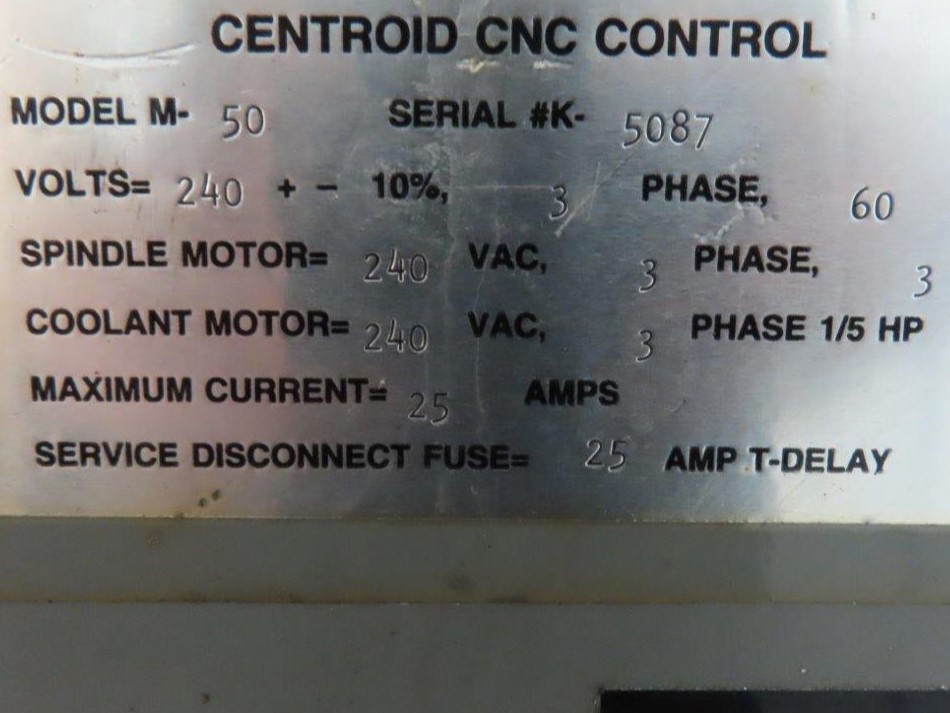 CENTROID CNC CONTROL
MODEL M- 50 SERIAL #K- 5087
VOLTS= 240 + - 10%, 3 PHASE, 60
SPINDLE MOTOR= 240 VAC, 3 PHASE, 3
COOLANT MOTOR= 240 VAC, 3 PHASE 1/5 HP
MAXIMUM CURRENT= 25 AMPS
SERVICE DISCONNECT FUSE= 25 AMP T-DELAY